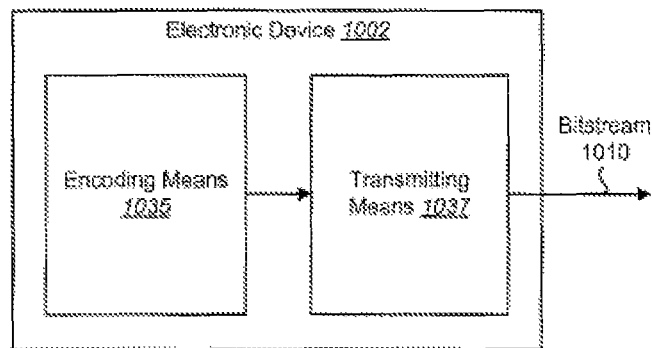 Electronic Device 1002
Encoding Means
1035
Transmitting
Means 1037
Bitstream
1010